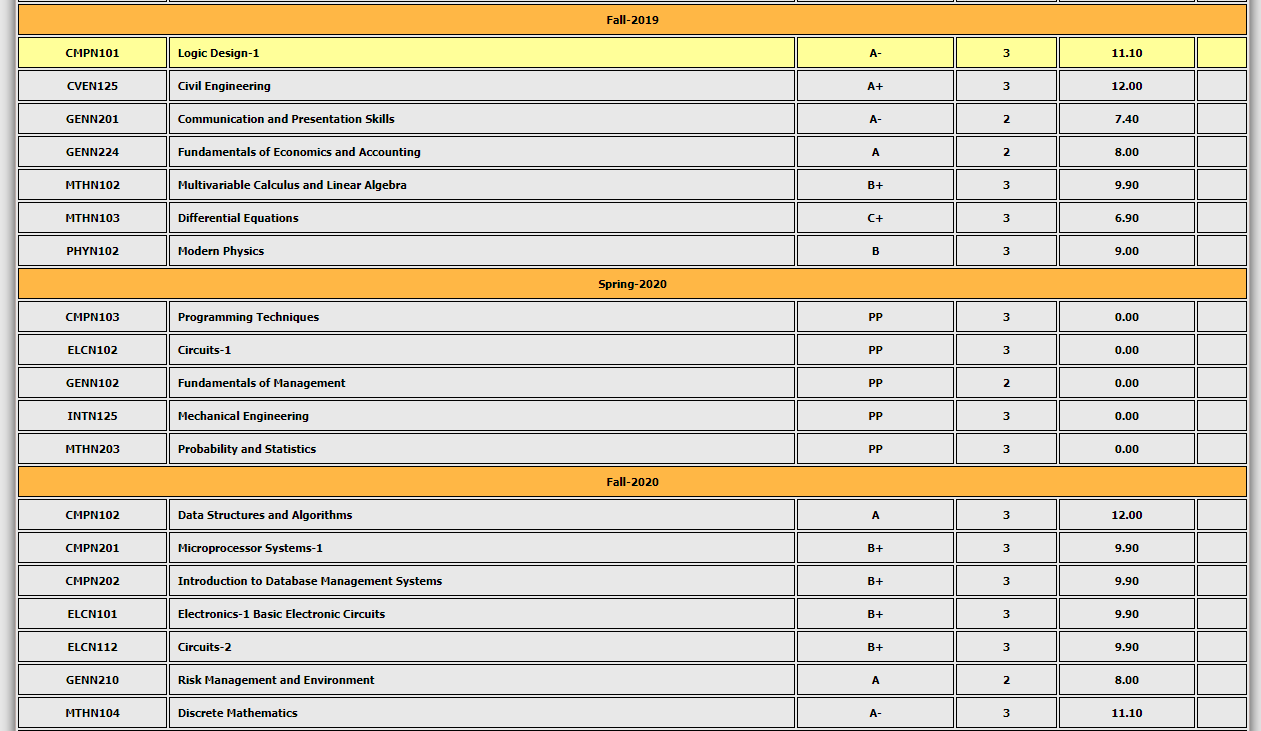 Fall-2019
CMPN101 Logic Design-1 A- 3 11.10
CVEN125 Civil Engineering A+ 3 12.00
GENN201 Communication and Presentation Skills A- 2 7.40
GENN224 Fundamentals of Economics and Accounting A 2 8.00
MTHN102 Multivariable Calculus and Linear Algebra B+ 3 9.90
MTHN103 Differential Equations C+ 3 6.90
PHYN102 Modern Physics B 3 9.00
Spring-2020
CMPN103 Programming Techniques PP 3 0.00
ELCN102 Circuits-1 PP 3 0.00
GENN102 Fundamentals of Management PP 2 0.00
INTN125 Mechanical Engineering PP 3 0.00
MTHN203 Probability and Statistics PP 3 0.00
Fall-2020
CMPN102 Data Structures and Algorithms A 3 12.00
CMPN201 Microprocessor Systems-1 B+ 3 9.90
CMPN202 Introduction to Database Management Systems B+ 3 9.90
ELCN101 Electronics-1 Basic Electronic Circuits B+ 3 9.90
ELCN112 Circuits-2 B+ 3 9.90
GENN210 Risk Management and Environment A 2 8.00
MTHN104 Discrete Mathematics A- 3 11.10